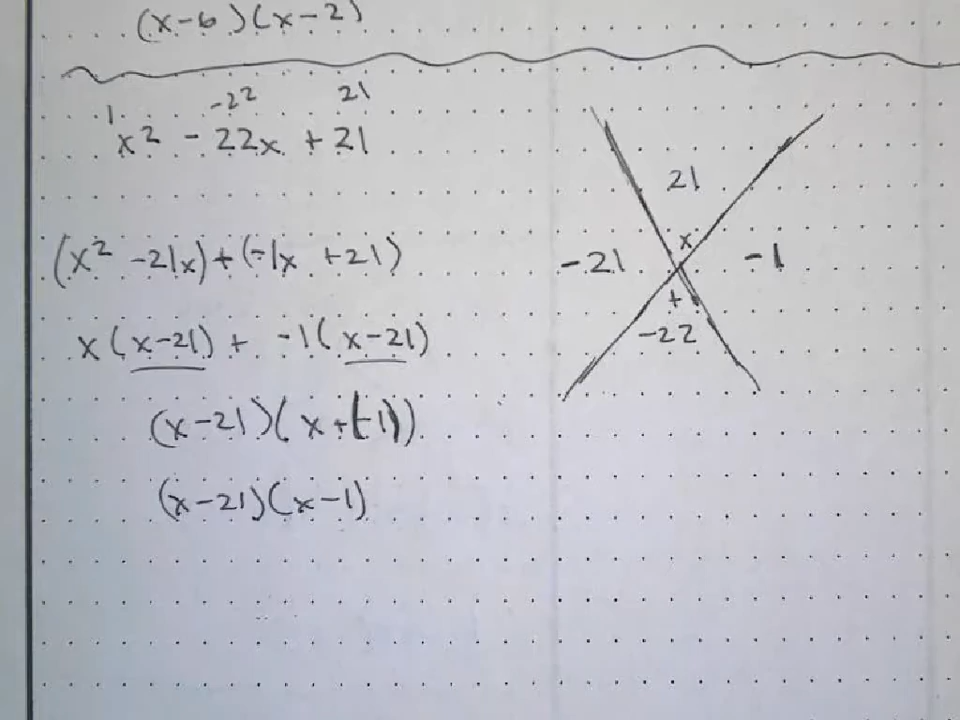 (x-6)(x-2)
1 -22 21
x² - 22x + 21
(x² -21x)+(-1x +21)
x(x-21) + -1(x-21)
(x-21)(x+(-1))
(x-21)(x-1)
21
x
-21 -1
+
-22